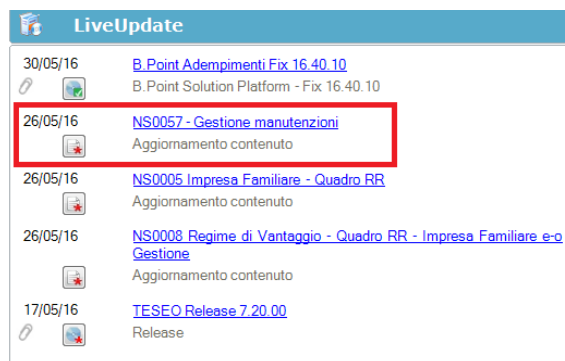 LiveUpdate
30/05/16 B.Point Adempimenti Fix 16.40.10
B.Point Solution Platform - Fix 16.40.10
26/05/16 NS0057 - Gestione manutenzioni
Aggiornamento contenuto
26/05/16 NS0005 Impresa Familiare - Quadro RR
Aggiornamento contenuto
26/05/16 NS0008 Regime di Vantaggio - Quadro RR - Impresa Familiare e-o
Gestione
Aggiornamento contenuto
17/05/16 TESEO Release 7.20.00
Release